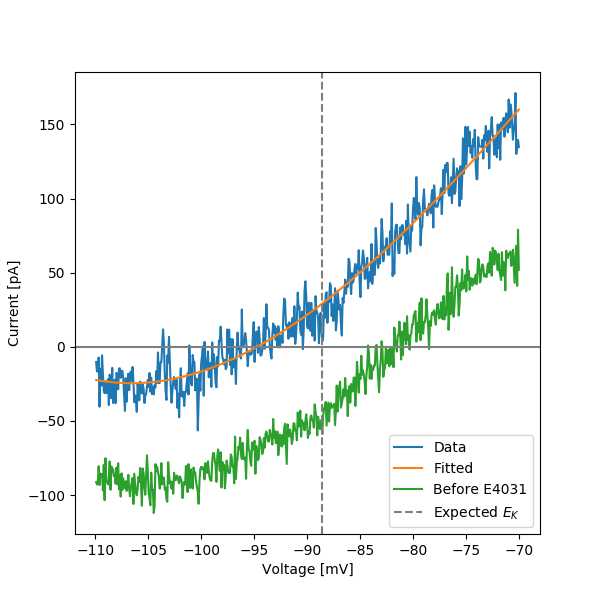 150
100
50
0
−50
−100
Current [pA]
−110
−105
−100
−95
−90
−85
−80
−75
−70
Voltage [mV]
Data
Fitted
Before E4031
Expected E_K